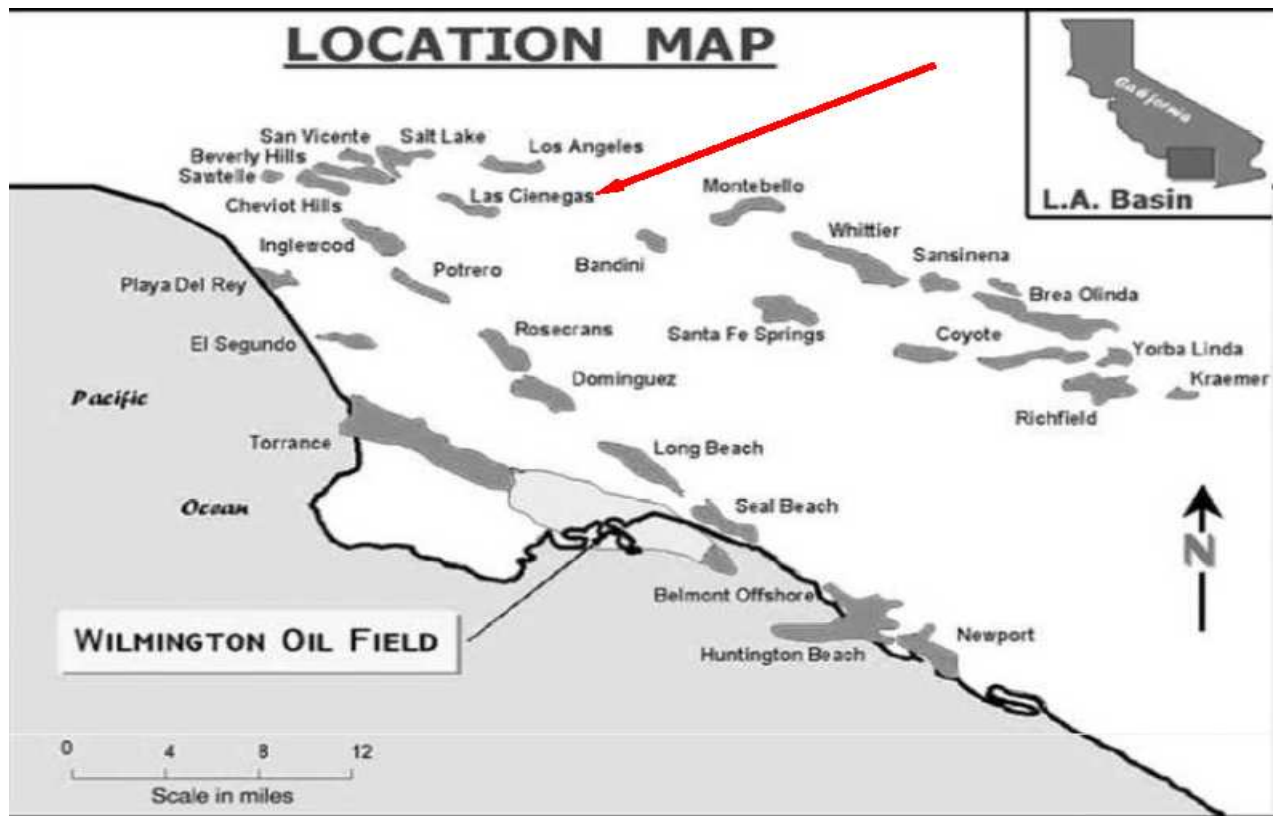 LOCATION MAP
California
L.A. Basin
San Vicente
Salt Lake
Los Angeles
Beverly Hills
Sawtelle
Las Cienegas
Montebello
Cheviot Hills
Whittier
Inglewood
Bandini
Sansinena
Potrero
Playa Del Rey
Brea Olinda
Rosecrans
Santa Fe Springs
Coyote
El Segundo
Yorba Linda
Dominguez
Kraemer
Pacific
Richfield
Torrance
Long Beach
Ocean
Seal Beach
N
Belmont Offshore
WILMINGTON OIL FIELD
Newport
Huntington Beach
0 4 8 12
Scale in miles